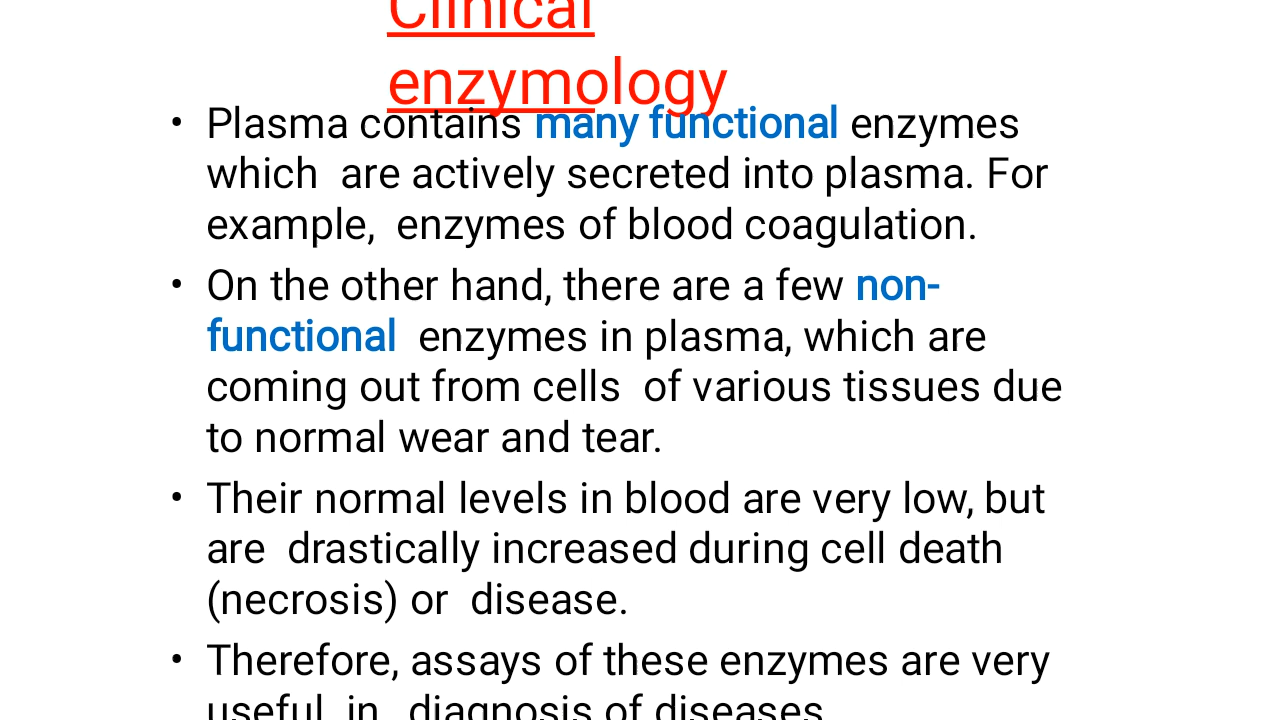 Clinical
enzymology
• Plasma contains many functional enzymes
which are actively secreted into plasma. For
example, enzymes of blood coagulation.
• On the other hand, there are a few non-
functional enzymes in plasma, which are
coming out from cells of various tissues due
to normal wear and tear.
• Their normal levels in blood are very low, but
are drastically increased during cell death
(necrosis) or disease.
• Therefore, assays of these enzymes are very
useful in diagnosis of diseases